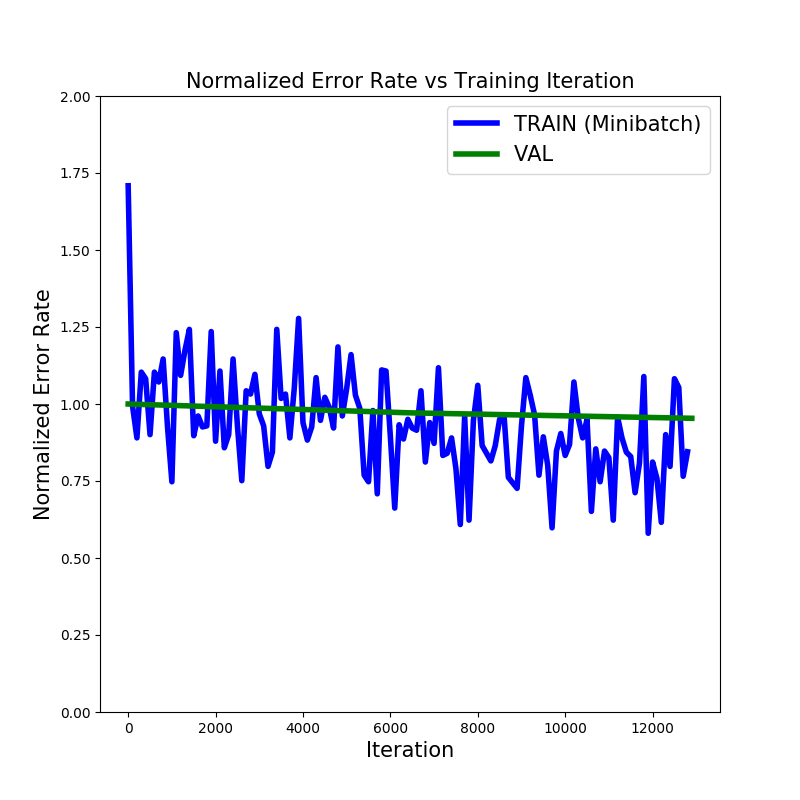 Normalized Error Rate vs Training Iteration
TRAIN (Minibatch)
VAL
Normalized Error Rate
2.00
1.75
1.50
1.25
1.00
0.75
0.50
0.25
0.00
0 2000 4000 6000 8000 10000 12000
Iteration